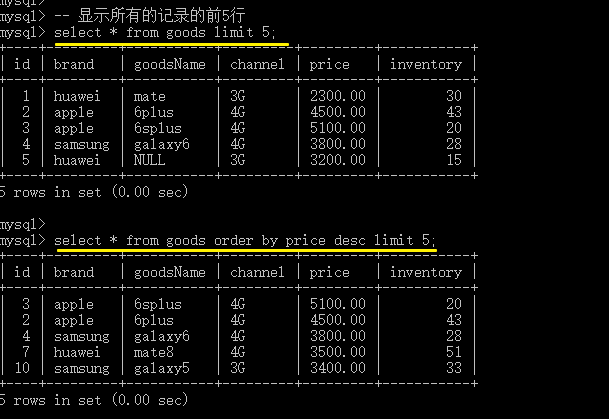 mysql>
mysql> -- 显示所有的记录的前5行
mysql> select * from goods limit 5;
+----+---------+-----------+---------+---------+-----------+
| id | brand | goodsName | channel | price | inventory |
+----+---------+-----------+---------+---------+-----------+
| 1 | huawei | mate | 3G | 2300.00 | 30 |
| 2 | apple | 6plus | 4G | 4500.00 | 43 |
| 3 | apple | 6splus | 4G | 5100.00 | 20 |
| 4 | samsung | galaxy6 | 4G | 3800.00 | 28 |
| 5 | huawei | NULL | 3G | 3200.00 | 15 |
+----+---------+-----------+---------+---------+-----------+
5 rows in set (0.00 sec)
mysql>
mysql> select * from goods order by price desc limit 5;
+----+---------+-----------+---------+---------+-----------+
| id | brand | goodsName | channel | price | inventory |
+----+---------+-----------+---------+---------+-----------+
| 3 | apple | 6splus | 4G | 5100.00 | 20 |
| 2 | apple | 6plus | 4G | 4500.00 | 43 |
| 4 | samsung | galaxy6 | 4G | 3800.00 | 28 |
| 7 | huawei | mate8 | 4G | 3500.00 | 51 |
| 10 | samsung | galaxy5 | 3G | 3400.00 | 33 |
+----+---------+-----------+---------+---------+-----------+
5 rows in set (0.00 sec)